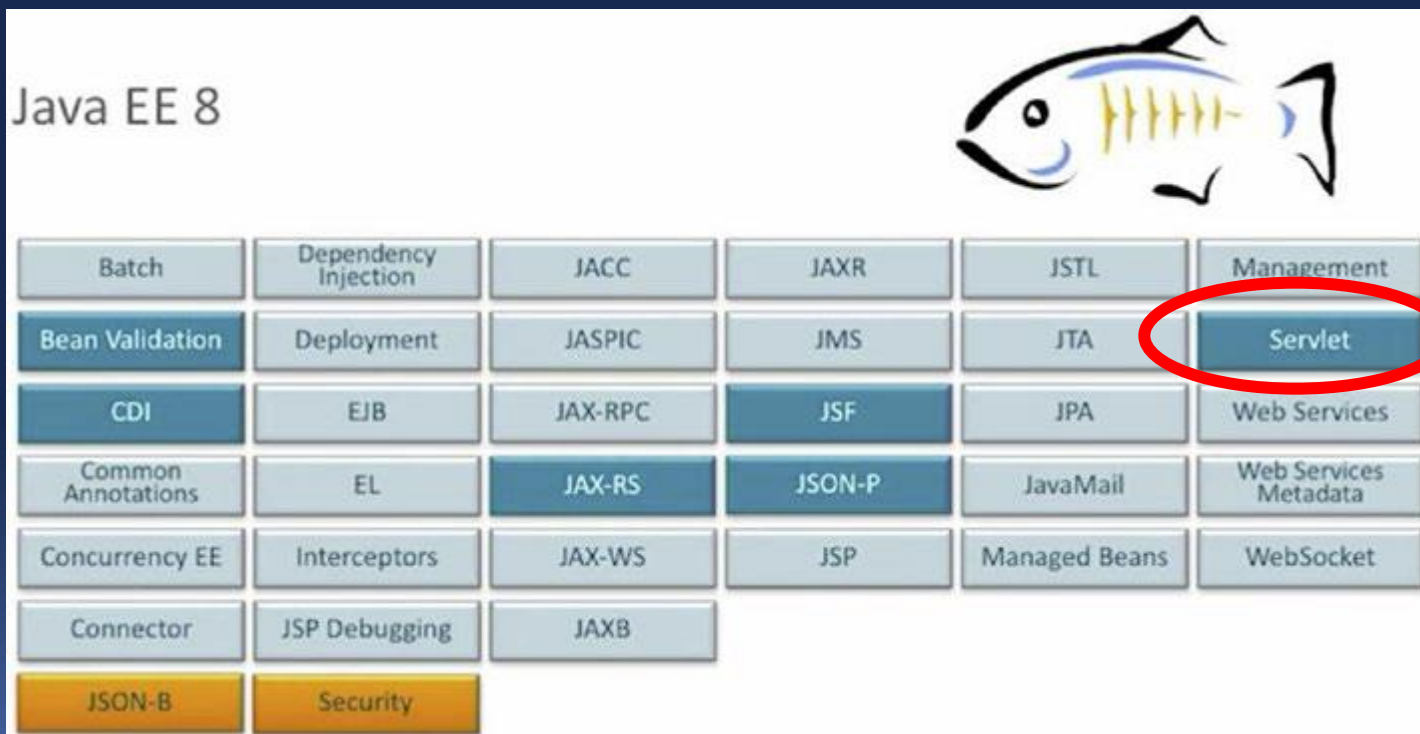 Java EE 8
Batch
Dependency
Injection
JACC
JAXR
JSTL
Management
Bean Validation
Deployment
JASPIC
JMS
JTA
Servlet
CDI
EJB
JAX-RPC
JSF
JPA
Web Services
Common
Annotations
EL
JAX-RS
JSON-P
JavaMail
Web Services
Metadata
Concurrency EE
Interceptors
JAX-WS
JSP
Managed Beans
WebSocket
Connector
JSP Debugging
JAXB
JSON-B
Security